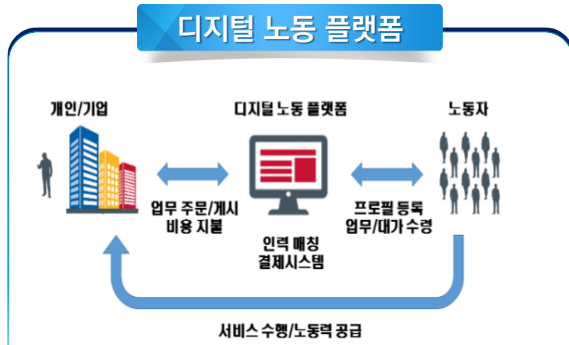 디지털 노동 플랫폼
개인/기업
디지털 노동 플랫폼
노동자
업무 주문/게시
비용 지불
프로필 등록
업무/대가 수령
인력 매칭
결제시스템
서비스 수행/노동력 공급